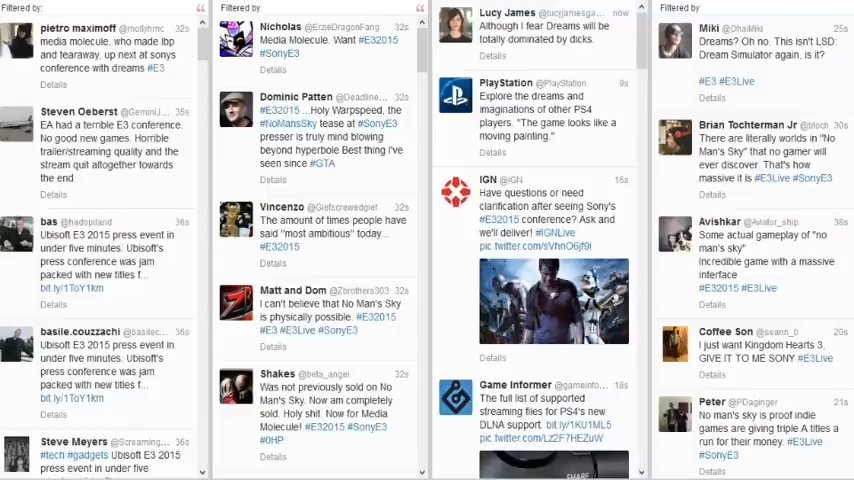 Filtered by:
pietro maximoff @mollyhmc 32s
media molecule, who made lbp
and tearaway, up next at sonys
conference with dreams #E3
Details
Steven Oeberst @GerminiJ... 35s
EA had a terrible E3 conference.
No good new games. Horrible
trailer/streaming quality and the
stream quit altogether towards
the end.
Details
bas @hadopiland 36s
Ubisoft E3 2015 press event in
under five minutes. Ubisoft's
press conference was jam
packed with new titles f...
bit.ly/1ToY1km
Details
basile.couzzachi @basilec... 36s
Ubisoft E3 2015 press event in
under five minutes. Ubisoft's
press conference was jam
packed with new titles f...
bit.ly/1ToY1km
Details
Steve Meyers @Screaming... 36s
#tech #gadgets Ubisoft E3 2015
press event in under five
Filtered by:
Nicholas @ErzieDragonFang 32s
Media Molecule. Want #E32015
#SonyE3
Details
Dominic Patten @Deadline... 32s
#E32015 ...Holy Warpspeed, the
#NoMansSky tease at #SonyE3
presser is truly mind blowing
beyond hyperbole Best thing I've
seen since #GTA
Details
Vincenzo @Giefscrewedgief 32s
The amount of times people have
said "most ambitious" today...
#E32015
Details
Matt and Dom @Zbrothers303 32s
I can't believe that No Man's Sky
is physically possible. #E32015
#E3 #E3Live #SonyE3
Details
Shakes @beta_angel 32s
Was not previously sold on No
Man's Sky. Now am completely
sold. Holy shit. Now for Media
Molecule! #E32015 #SonyE3
#0HP
Details
Lucy James @lucyjamesga... now
Although I fear Dreams will be
totally dominated by dicks.
Details
PlayStation @PlayStation 9s
Explore the dreams and
imaginations of other PS4
players. "The game looks like a
moving painting."
Details
IGN @IGN 16s
Have questions or need
clarification after seeing Sony's
#E32015 conference? Ask and
we'll deliver! #IGNLive
pic.twitter.com/sVhnO6jf9i
Details
Game Informer @gameinfo... 18s
The full list of supported
streaming files for PS4's new
DLNA support. bit.ly/1KU1ML5
pic.twitter.com/Lz2F7HEZuW
SHARE
Filtered by:
Miki @OhaiMiki 25s
Dreams? Oh no. This isn't LSD:
Dream Simulator again, is it?
#E3 #E3Live
Details
Brian Tochterman Jr @btoch 30s
There are literally worlds in "No
Man's Sky" that no gamer will
ever discover. That's how
massive it is #E3Live #SonyE3
Details
Avishkar @Aviator_ship 38s
Some actual gameplay of "no
man's sky"
Incredible game with a massive
interface
#E32015 #E3Live
Details
Coffee Son @seann_b 20s
I just want Kingdom Hearts 3,
GIVE IT TO ME SONY #E3Live
Details
Peter @PDaginger 21s
No man's sky is proof indie
games are giving triple A titles a
run for their money. #E3Live
#SonyE3
Details